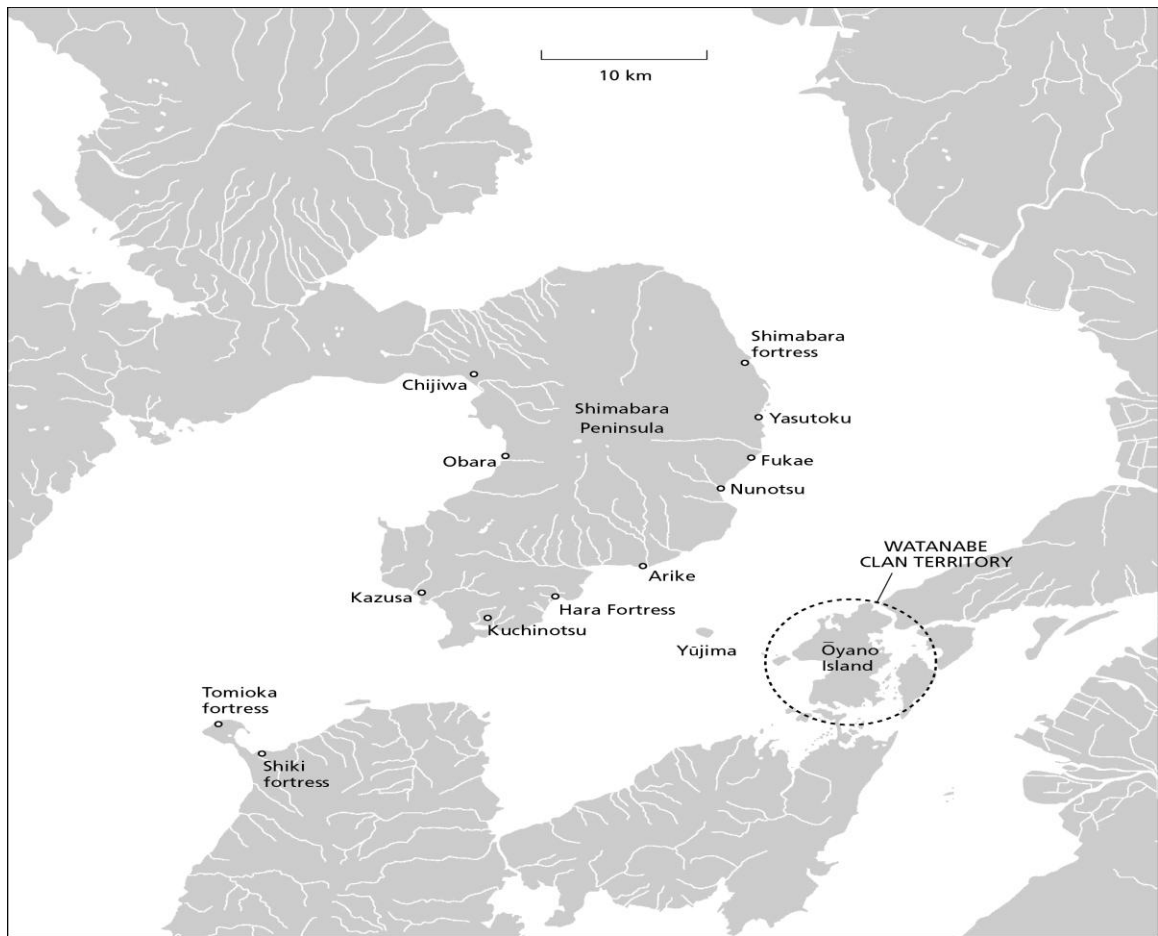 10 km
Shimabara
fortress
Chijiwa
Shimabara
Peninsula
Yasutoku
Obara
Fukae
Nunotsu
WATANABE
CLAN TERRITORY
Arike
Kazusa
Hara Fortress
Kuchinotsu
Yūjima
Ōyano
Island
Tomioka
fortress
Shiki
fortress